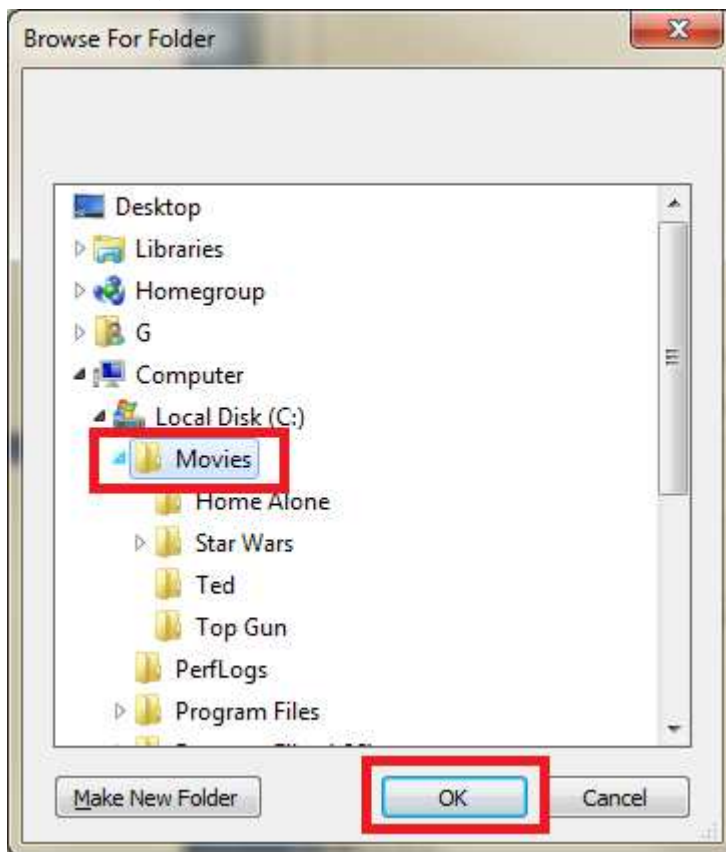 Browse For Folder
Desktop
Libraries
Homegroup
G
Computer
Local Disk (C:)
Movies
Home Alone
Star Wars
Ted
Top Gun
PerfLogs
Program Files
Make New Folder
OK
Cancel